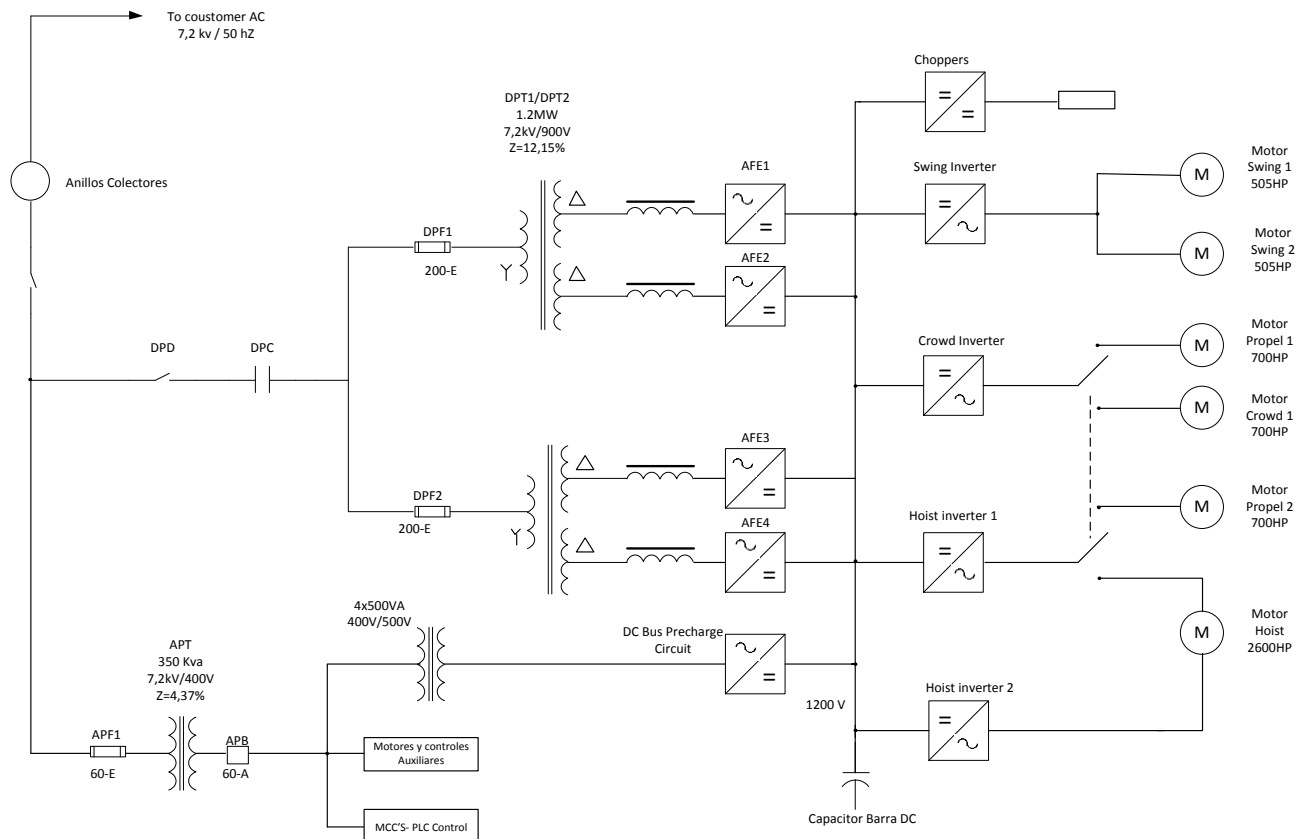 To coustomer AC
7,2 kv / 50 hZ
Anillos Colectores
DPD
DPC
DPT1/DPT2
1.2MW
7,2kV/900V
Z=12,15%
DPF1
200-E
DPF2
200-E
AFE1
AFE2
AFE3
AFE4
Choppers
Swing Inverter
Crowd Inverter
Hoist inverter 1
Hoist inverter 2
M
Motor
Swing 1
505HP
M
Motor
Swing 2
505HP
M
Motor
Propel 1
700HP
M
Motor
Crowd 1
700HP
M
Motor
Propel 2
700HP
M
Motor
Hoist
2600HP
4x500VA
400V/500V
DC Bus Precharge
Circuit
1200 V
APT
350 Kva
7,2kV/400V
Z=4,37%
APF1
60-E
APB
60-A
Motores y controles
Auxiliares
MCC'S- PLC Control
Capacitor Barra DC